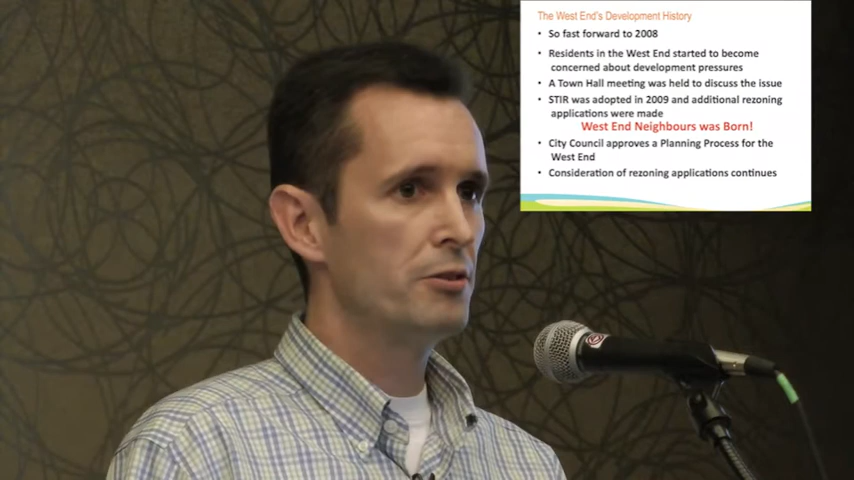 The West End's Development History
• So fast forward to 2008
• Residents in the West End started to become
concerned about development pressures
• A Town Hall meeting was held to discuss the issue
• STIR was adopted in 2009 and additional rezoning
applications were made
West End Neighbours was Born!
• City Council approves a Planning Process for the
West End
• Consideration of rezoning applications continues